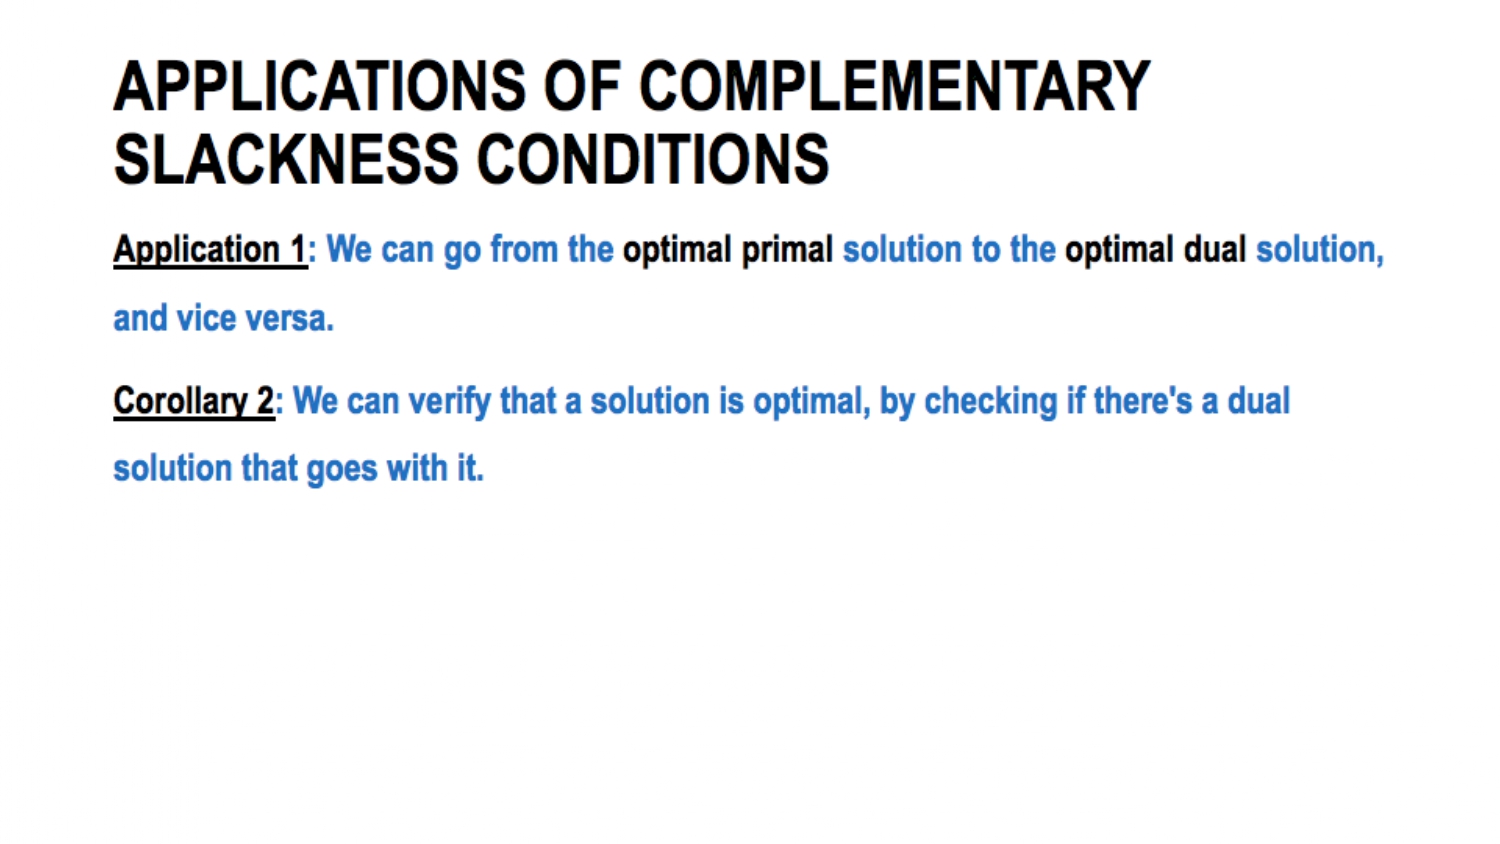 APPLICATIONS OF COMPLEMENTARY
SLACKNESS CONDITIONS
Application 1: We can go from the optimal primal solution to the optimal dual solution,
and vice versa.
Corollary 2: We can verify that a solution is optimal, by checking if there's a dual
solution that goes with it.